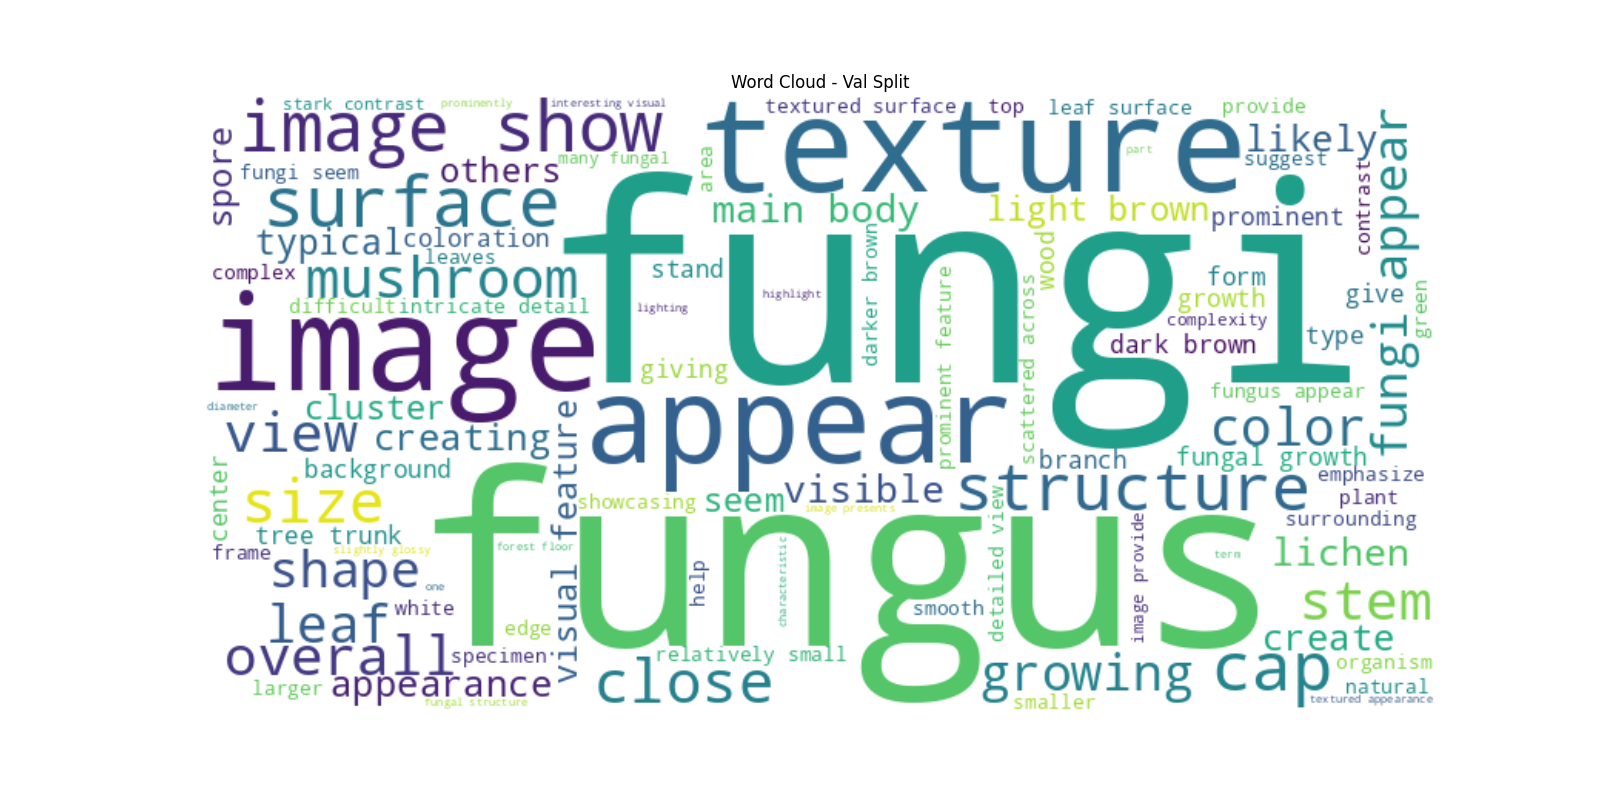 Word Cloud - Val Split
stark contrast
prominently
interesting visual
textured surface
top
leaf surface
provide
image show
texture
likely
spore
others
many fungal
area
part
suggest
fungi seem
surface
fungi
main body
light brown
prominent
contrast
fungi appear
typical
coloration
leaves
stand
darker brown
wood
form
complex
mushroom
difficult
intricate detail
lighting
highlight
prominent feature
scattered across
growth
complexity
give
green
image
dark brown
type
giving
fungus appear
diameter
cluster
appear
color
view
creating
visual feature
background
branch
fungal growth
center
size
showcasing
seem
visible
image presents
structure
emphasize
plant
surrounding
tree trunk
frame
slightly glossy
fungus
forest floor
characteristic
detailed view
image provide
term
lichen
shape
one
help
smooth
stem
leaf
white
edge
create
overall
specimen
relatively small
close
growing
cap
organism
natural
larger
appearance
fungal structure
smaller
textured appearance